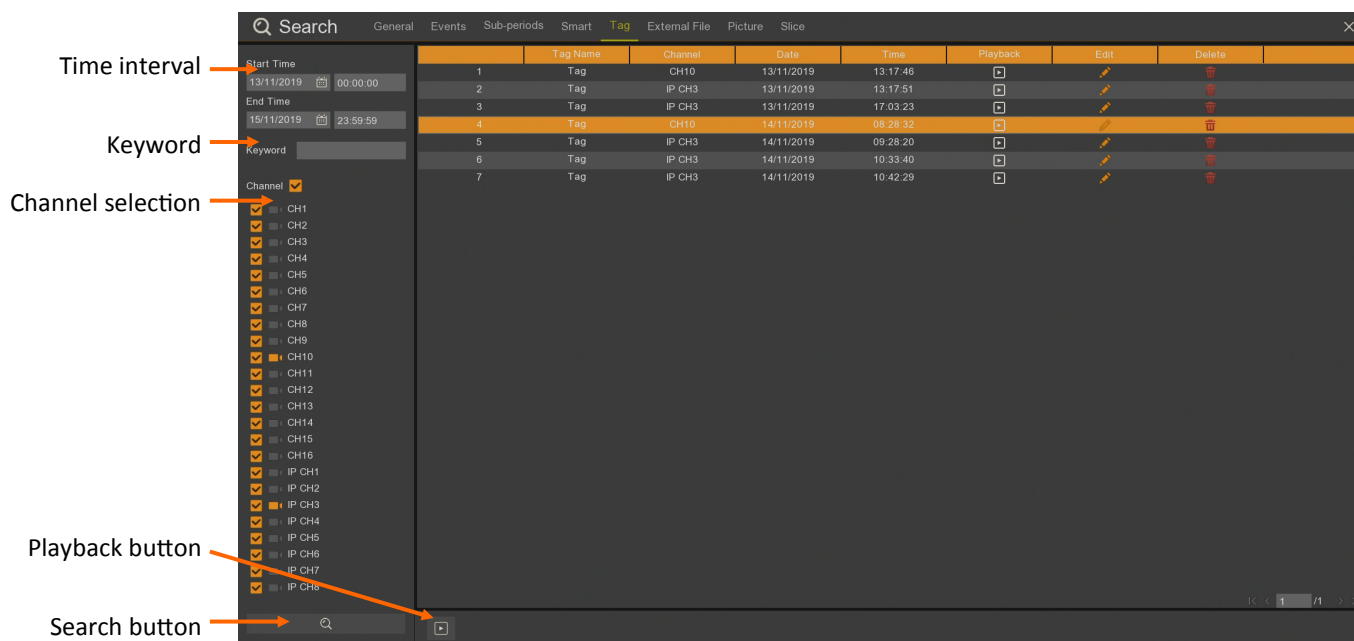 Search General Events Sub-periods Smart Tag External File Picture Slice
Time interval
Keyword
Channel selection
Playback button
Search button
Start Time
13/11/2019 00:00:00
End Time
15/11/2019 23:59:59
Keyword
Channel
CH1
CH2
CH3
CH4
CH5
CH6
CH7
CH8
CH9
CH10
CH11
CH12
CH13
CH14
CH15
CH16
IP CH1
IP CH2
IP CH3
IP CH4
IP CH5
IP CH6
IP CH7
IP CH8
Tag Name Channel Date Time Playback Edit Delete
1 Tag CH10 13/11/2019 13:17:46
2 Tag IP CH3 13/11/2019 13:17:51
3 Tag IP CH3 13/11/2019 17:03:23
4 Tag CH10 14/11/2019 08:28:32
5 Tag IP CH3 14/11/2019 09:28:20
6 Tag IP CH3 14/11/2019 10:33:40
7 Tag IP CH3 14/11/2019 10:42:29
1 /1